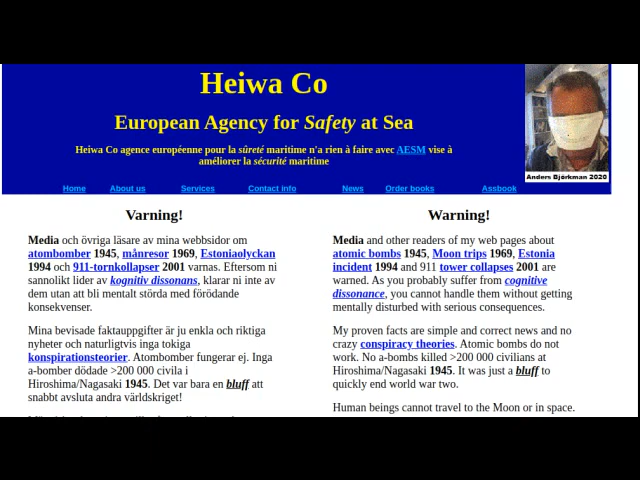 Heiwa Co
European Agency for Safety at Sea
Heiwa Co agence européenne pour la sûreté maritime n'a rien à faire avec AESM vise à
améliorer la sécurité maritime
Anders Björkman 2020
Home About us Services Contact info News Order books Assbook
Varning!
Media och övriga läsare av mina webbsidor om
atombomber 1945, månresor 1969, Estoniaolyckan
1994 och 911-tornkollapser 2001 varnas. Eftersom ni
sannolikt lider av kognitiv dissonans, klarar ni inte av
dem utan att bli mentalt störda med förödande
konsekvenser.
Mina bevisade faktauppgifter är ju enkla och riktiga
nyheter och naturligtvis inga tokiga
konspirationsteorier. Atombomber fungerar ej. Inga
a-bomber dödade >200 000 civila i
Hiroshima/Nagasaki 1945. Det var bara en bluff att
snabbt avsluta andra världskriget!
Warning!
Media and other readers of my web pages about
atomic bombs 1945, Moon trips 1969, Estonia
incident 1994 and 911 tower collapses 2001 are
warned. As you probably suffer from cognitive
dissonance, you cannot handle them without getting
mentally disturbed with serious consequences.
My proven facts are simple and correct news and no
crazy conspiracy theories. Atomic bombs do not
work. No a-bombs killed >200 000 civilians at
Hiroshima/Nagasaki 1945. It was just a bluff to
quickly end world war two.
Human beings cannot travel to the Moon or in space.